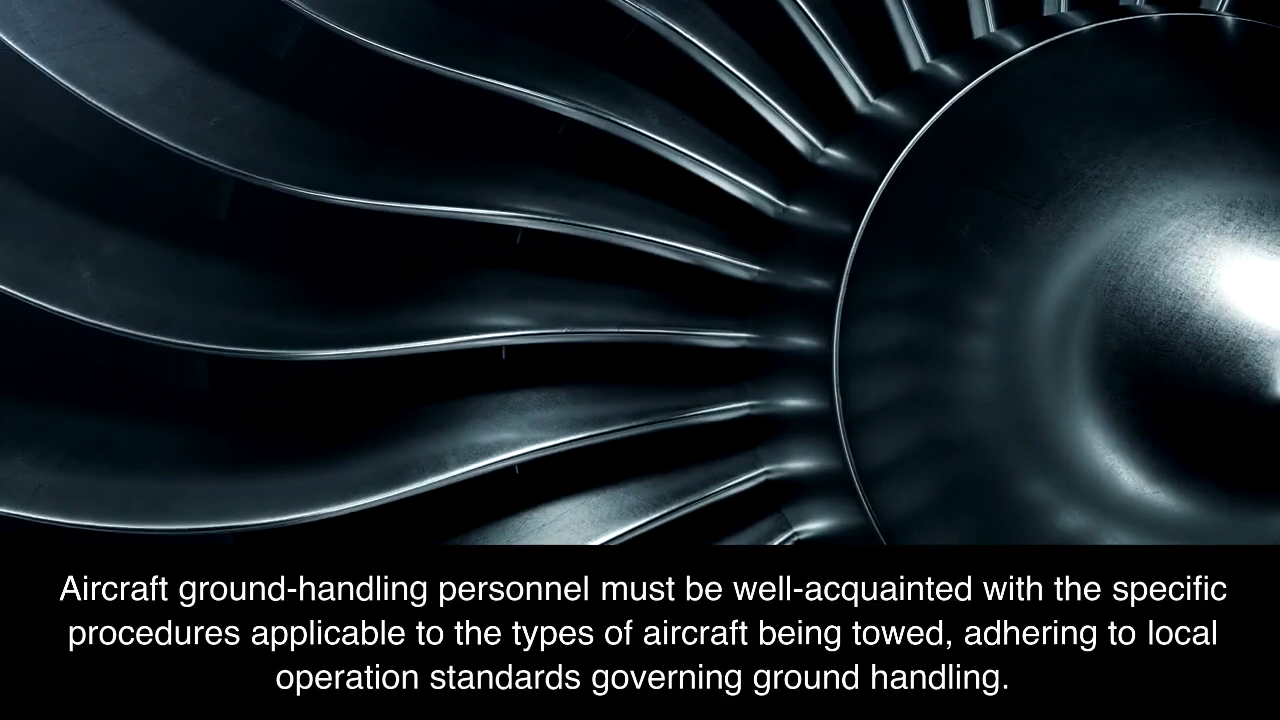 Aircraft ground-handling personnel must be well-acquainted with the specific
procedures applicable to the types of aircraft being towed, adhering to local
operation standards governing ground handling.